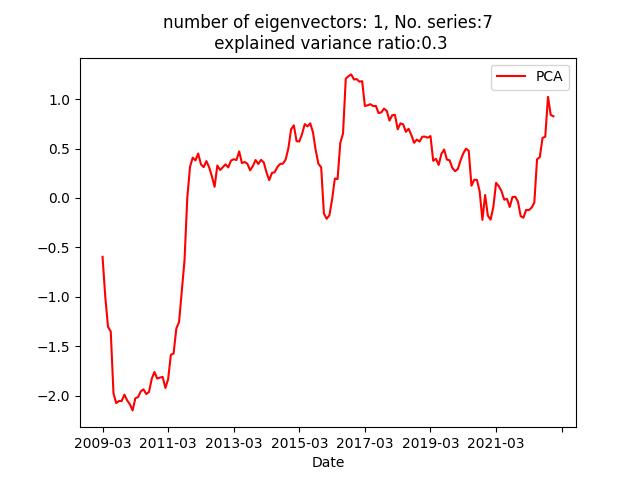 number of eigenvectors: 1, No. series:7
explained variance ratio:0.3
PCA
1.0
0.5
0.0
−0.5
−1.0
−1.5
−2.0
2009-03 2011-03 2013-03 2015-03 2017-03 2019-03 2021-03
Date